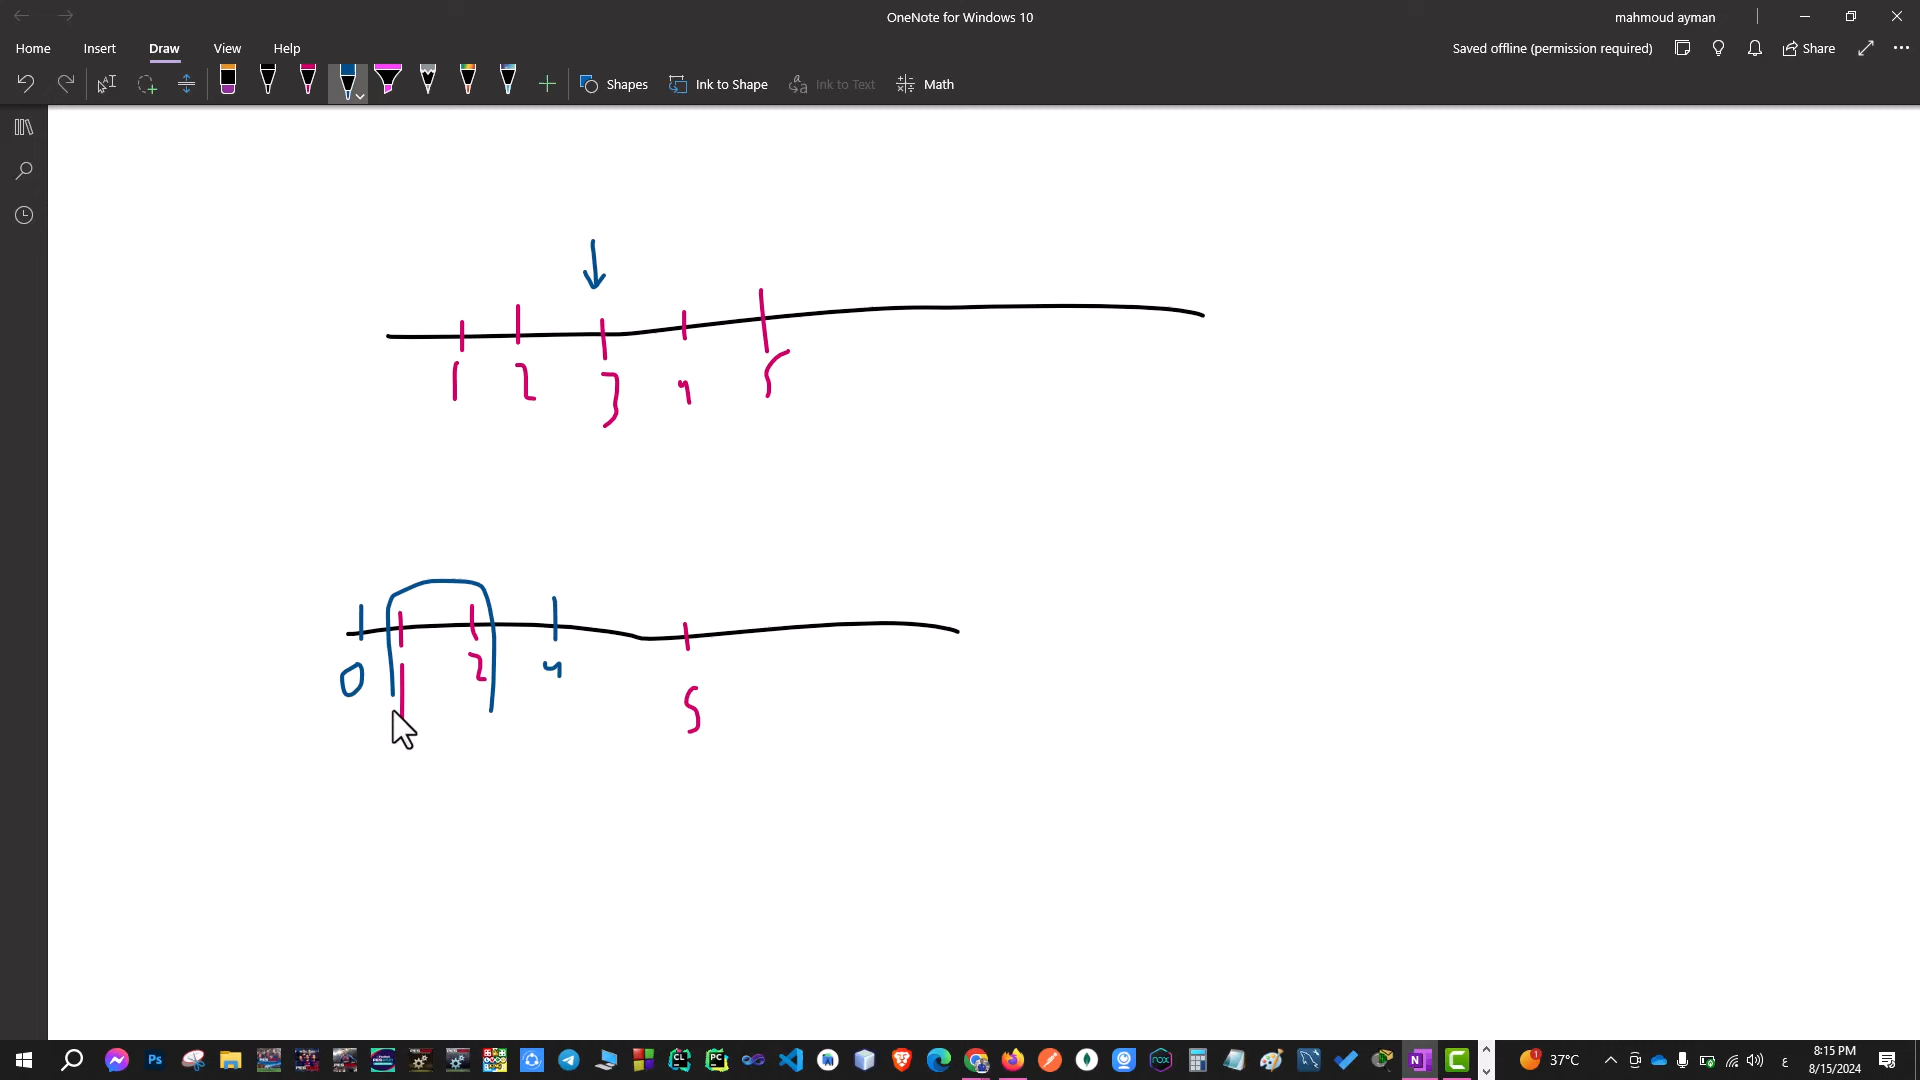 OneNote for Windows 10
mahmoud ayman
Home Insert Draw View Help
Saved offline (permission required)
Share
Shapes
Ink to Shape
Ink to Text
Math
1 2 3 4 5
0 1 2 4 5
37°C
ع
8:15 PM
8/15/2024